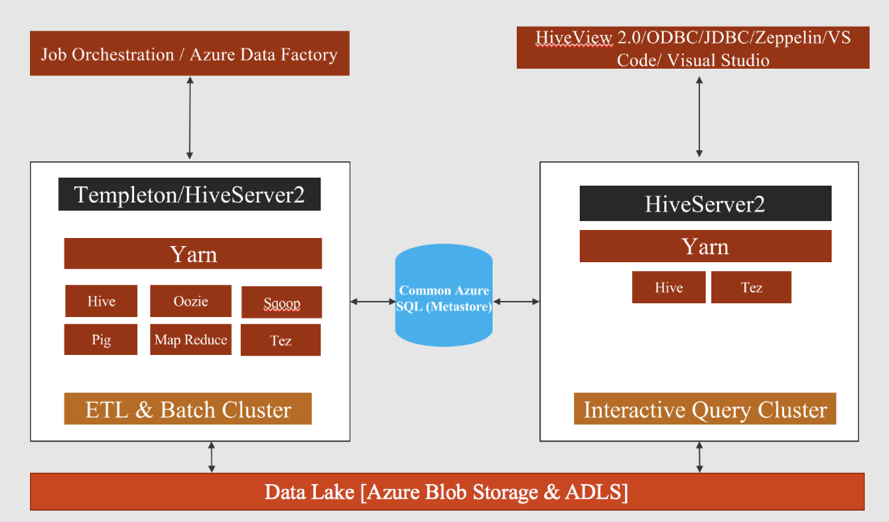 Job Orchestration / Azure Data Factory
HiveView 2.0/ODBC/JDBC/Zeppelin/VS
Code/ Visual Studio
Templeton/HiveServer2
Yarn
Hive
Oozie
Sqoop
Pig
Map Reduce
Tez
ETL & Batch Cluster
Common Azure
SQL (Metastore)
HiveServer2
Yarn
Hive
Tez
Interactive Query Cluster
Data Lake [Azure Blob Storage & ADLS]